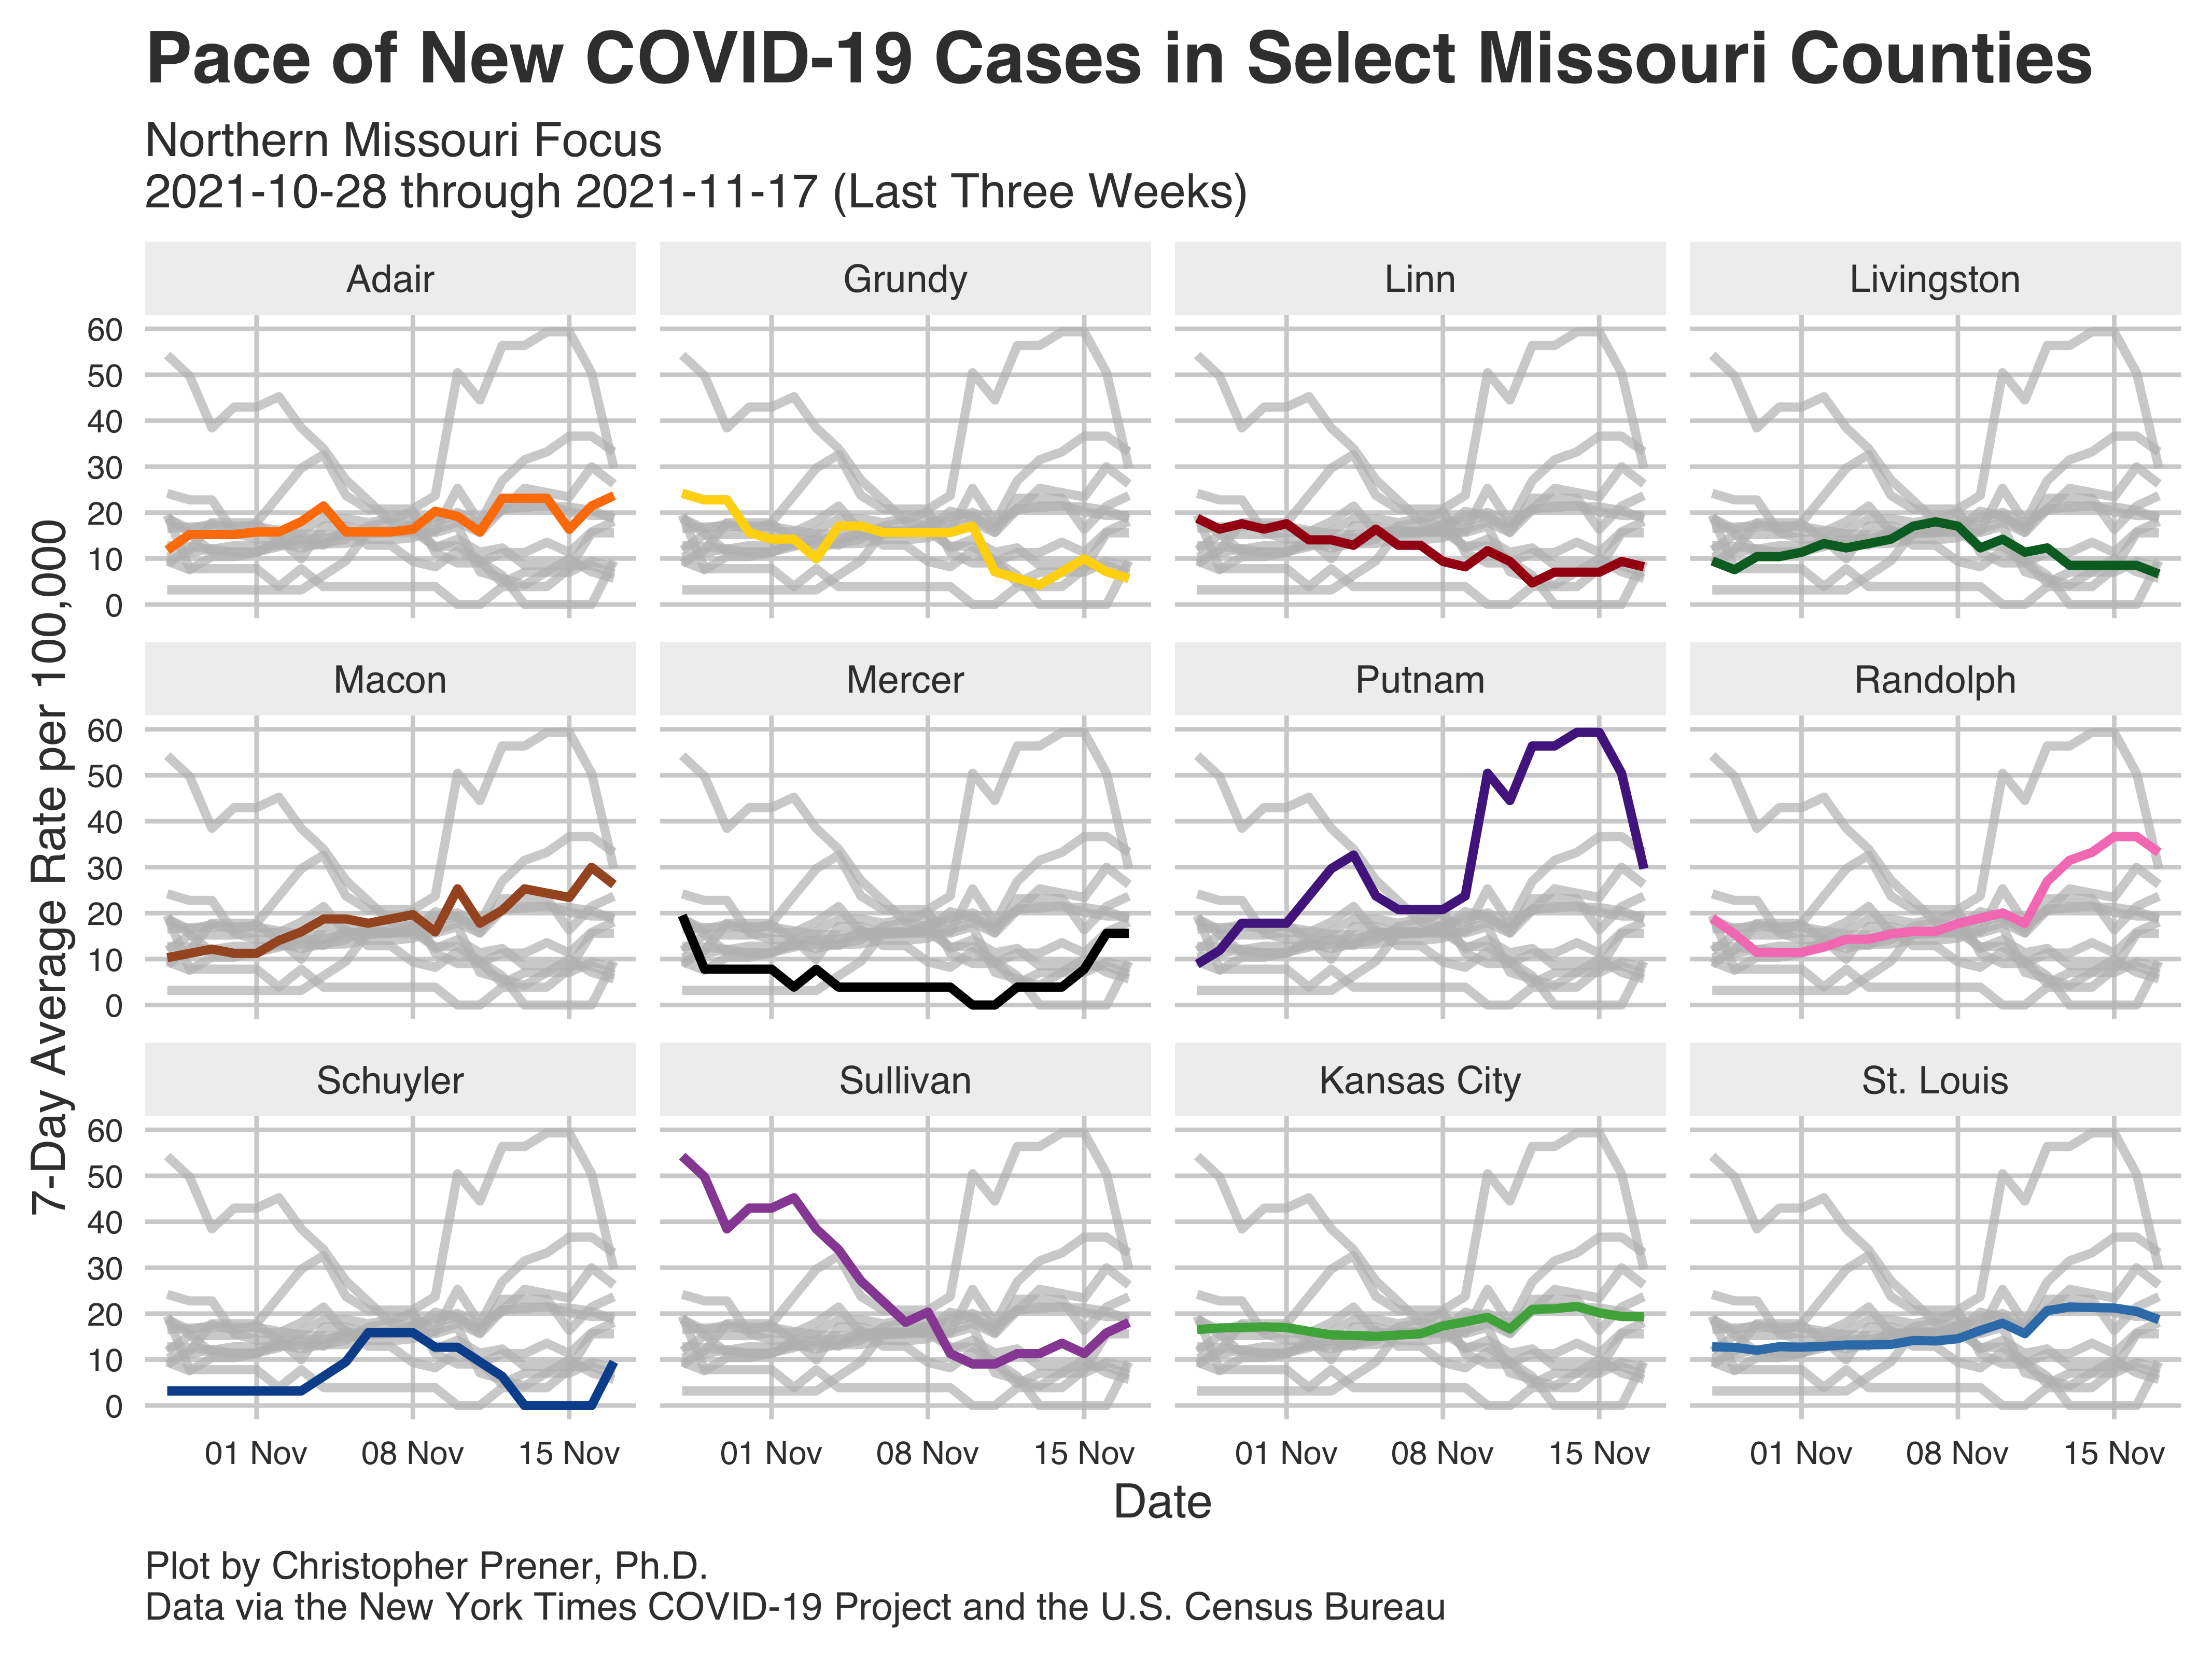 Pace of New COVID-19 Cases in Select Missouri Counties
Northern Missouri Focus
2021-10-28 through 2021-11-17 (Last Three Weeks)
Adair
Grundy
Linn
Livingston
60
50
40
30
20
10
0
Macon
Mercer
Putnam
Randolph
60
50
40
30
20
10
0
Schuyler
Sullivan
Kansas City
St. Louis
60
50
40
30
20
10
0
7-Day Average Rate per 100,000
01 Nov 08 Nov 15 Nov
01 Nov 08 Nov 15 Nov
01 Nov 08 Nov 15 Nov
01 Nov 08 Nov 15 Nov
Date
Plot by Christopher Prener, Ph.D.
Data via the New York Times COVID-19 Project and the U.S. Census Bureau